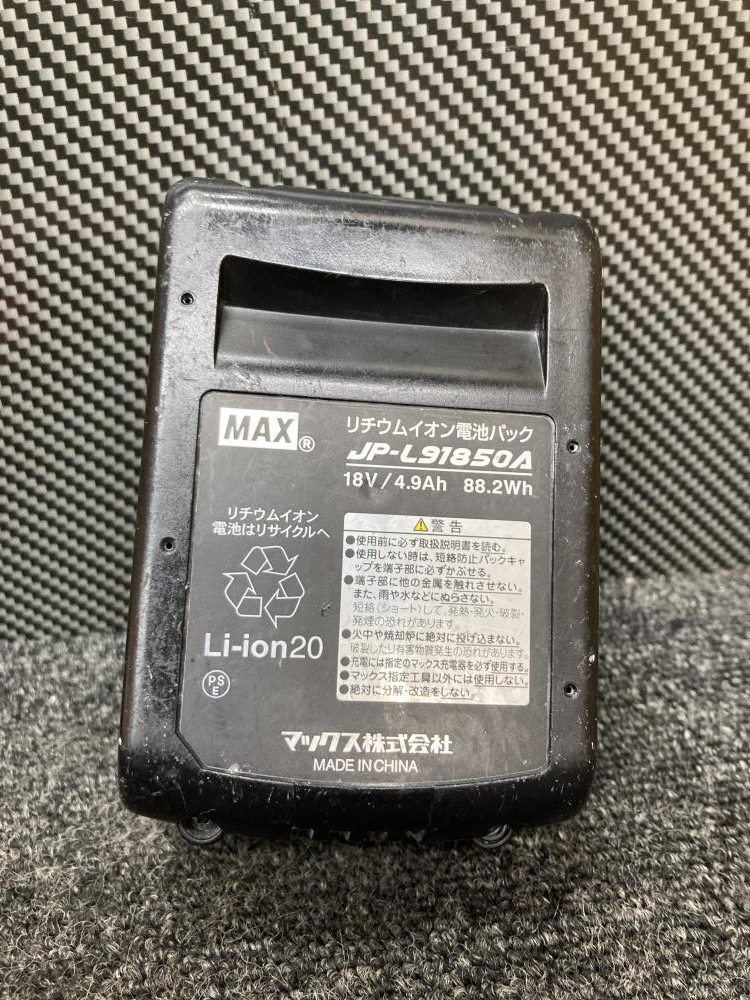 MAX®
リチウムイオン電池パック
JP-L91850A
18V/4.9Ah 88.2Wh
リチウムイオン
電池はリサイクルへ
Li-ion20
PS
E
⚠警告
●使用前に必ず取扱説明書を読む。
●使用しない時は、短絡防止パックキャ
ップを端子部に必ずかぶせる。
●端子部に他の金属を触れさせない。
また、雨や水などにぬらさない。
短絡(ショート)して、発熱・発火・破裂・
発煙の恐れがあります。
●火中や焼却炉に絶対に投げ込まない。
破裂したり有害物質発生の恐れがあります。
●充電には指定のマックス充電器を必ず使用する。
●マックス指定工具以外には使用しない。
●絶対に分解・改造をしない。
マックス株式会社
MADE IN CHINA